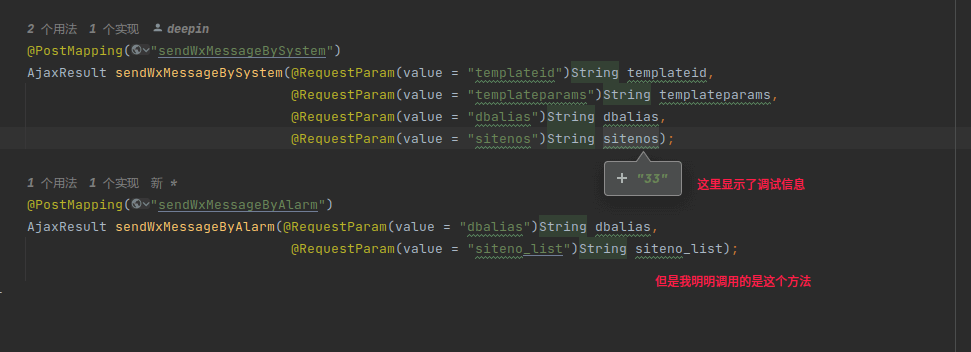 2 个用法 1 个实现 deepin
@PostMapping("sendWxMessageBySystem")
AjaxResult sendWxMessageBySystem(@RequestParam(value = "templateid")String templateid,
@RequestParam(value = "templateparams")String templateparams,
@RequestParam(value = "dbalias")String dbalias,
@RequestParam(value = "sitenos")String sitenos);
+ "33"
这里显示了调试信息
1 个用法 1 个实现 新 *
@PostMapping("sendWxMessageByAlarm")
AjaxResult sendWxMessageByAlarm(@RequestParam(value = "dbalias")String dbalias,
@RequestParam(value = "siteno_list")String siteno_list);
但是我明明调用的是这个方法